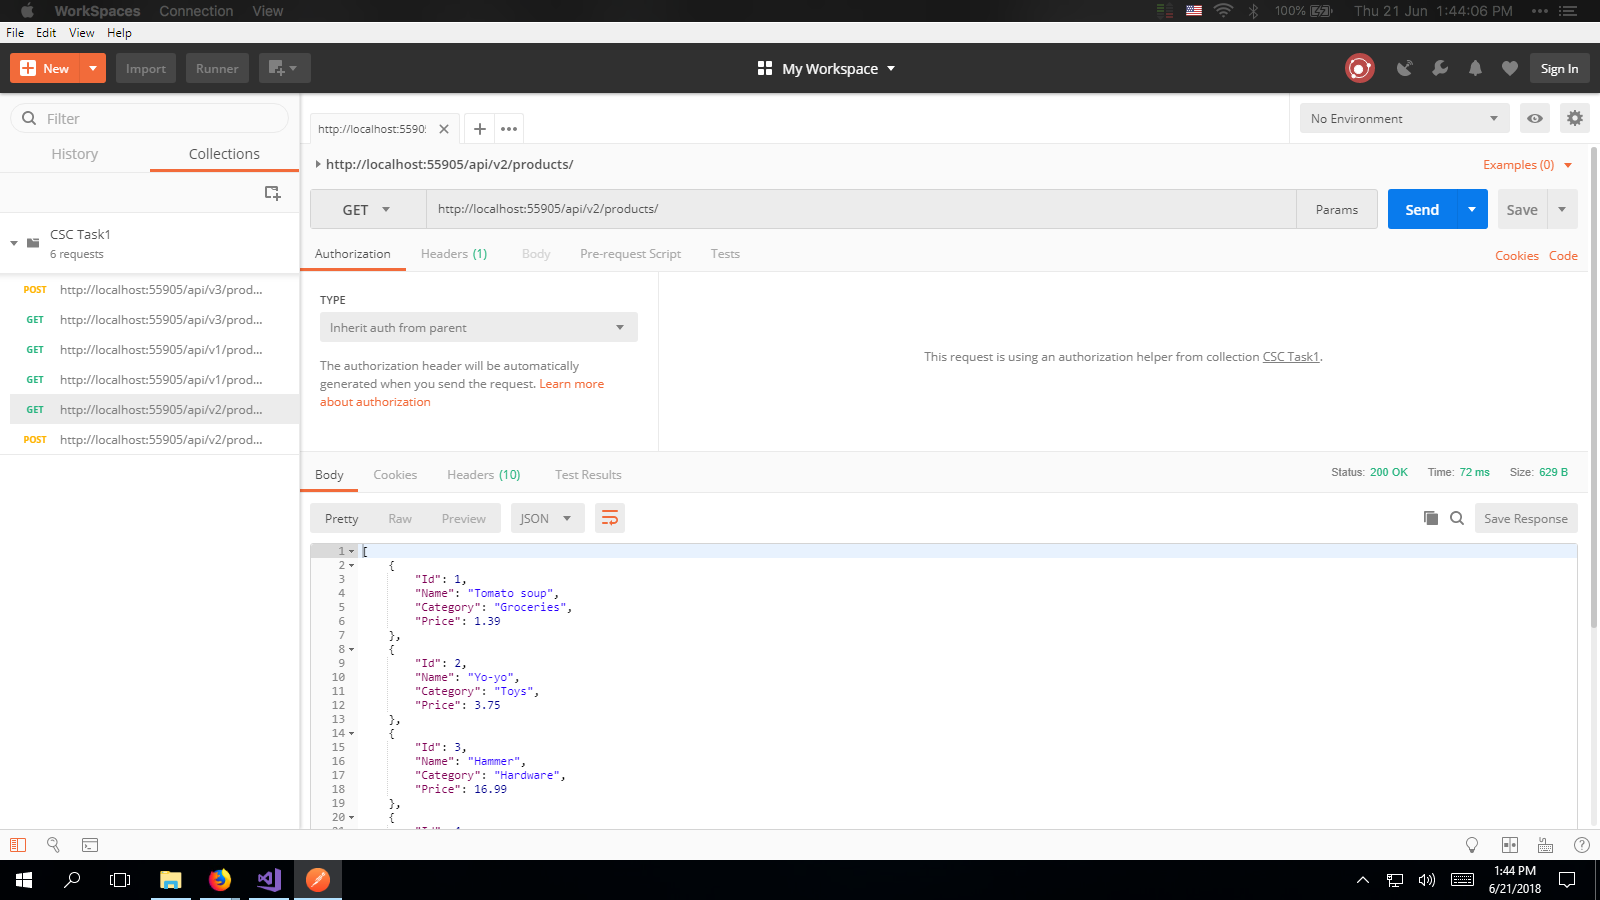 WorkSpaces Connection View 100% Thu 21 Jun 1:44:06 PM
File Edit View Help
New Import Runner My Workspace Sign In
Filter
History Collections
CSC Task1
6 requests
POST http://localhost:55905/api/v3/prod...
GET http://localhost:55905/api/v3/prod...
GET http://localhost:55905/api/v1/prod...
GET http://localhost:55905/api/v1/prod...
GET http://localhost:55905/api/v2/prod...
POST http://localhost:55905/api/v2/prod...
http://localhost:5590
No Environment
http://localhost:55905/api/v2/products/
Examples (0)
GET http://localhost:55905/api/v2/products/ Params Send Save
Authorization Headers (1) Body Pre-request Script Tests Cookies Code
TYPE
Inherit auth from parent
The authorization header will be automatically
generated when you send the request. Learn more
about authorization
This request is using an authorization helper from collection CSC Task1.
Body Cookies Headers (10) Test Results Status: 200 OK Time: 72 ms Size: 629 B
Pretty Raw Preview JSON Save Response
1 [
2 {
3 "Id": 1,
4 "Name": "Tomato soup",
5 "Category": "Groceries",
6 "Price": 1.39
7 },
8 {
9 "Id": 2,
10 "Name": "Yo-yo",
11 "Category": "Toys",
12 "Price": 3.75
13 },
14 {
15 "Id": 3,
16 "Name": "Hammer",
17 "Category": "Hardware",
18 "Price": 16.99
19 },
20 {
1:44 PM
6/21/2018